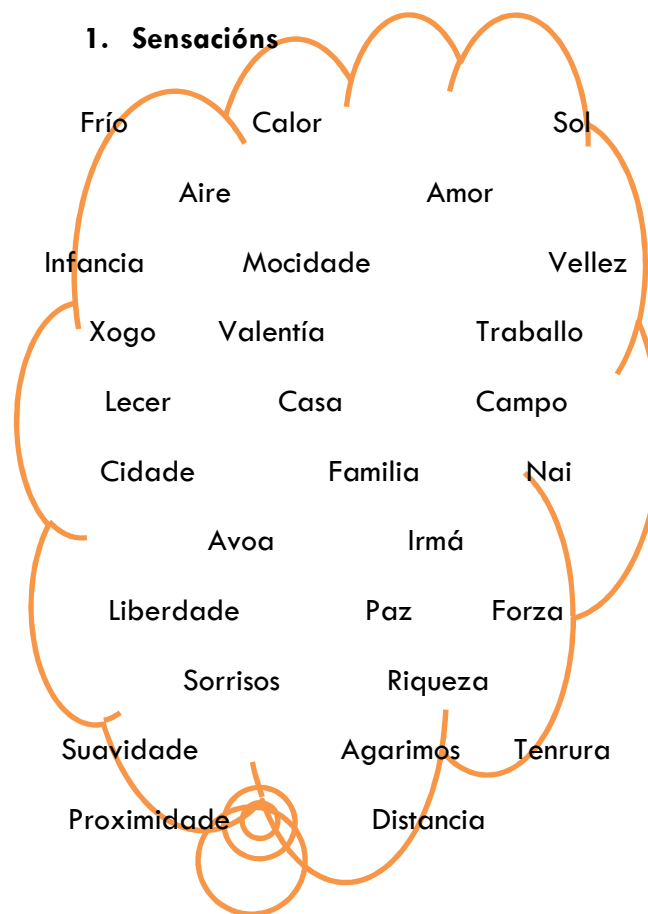 1. Sensacións
Frío Calor Sol
Aire Amor
Infancia Mocidade Vellez
Xogo Valentía Traballo
Lecer Casa Campo
Cidade Familia Nai
Avoa Irmá
Liberdade Paz Forza
Sorrisos Riqueza
Suavidade Agarimos Tenrura
Proximidade Distancia